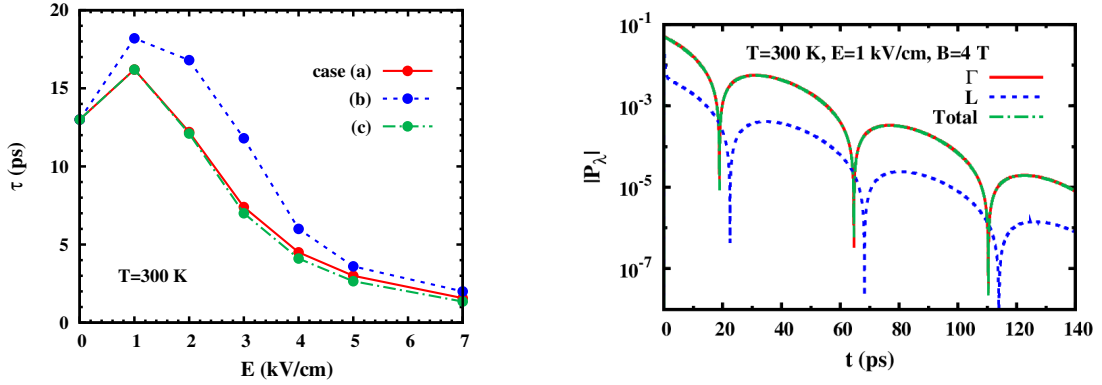 20
15
10
5
0
τ (ps)
case (a)
(b)
(c)
T=300 K
0 1 2 3 4 5 6 7
E (kV/cm)
10-1
10-3
10-5
10-7
|Pλ|
T=300 K, E=1 kV/cm, B=4 T
Γ
L
Total
0 20 40 60 80 100 120 140
t (ps)